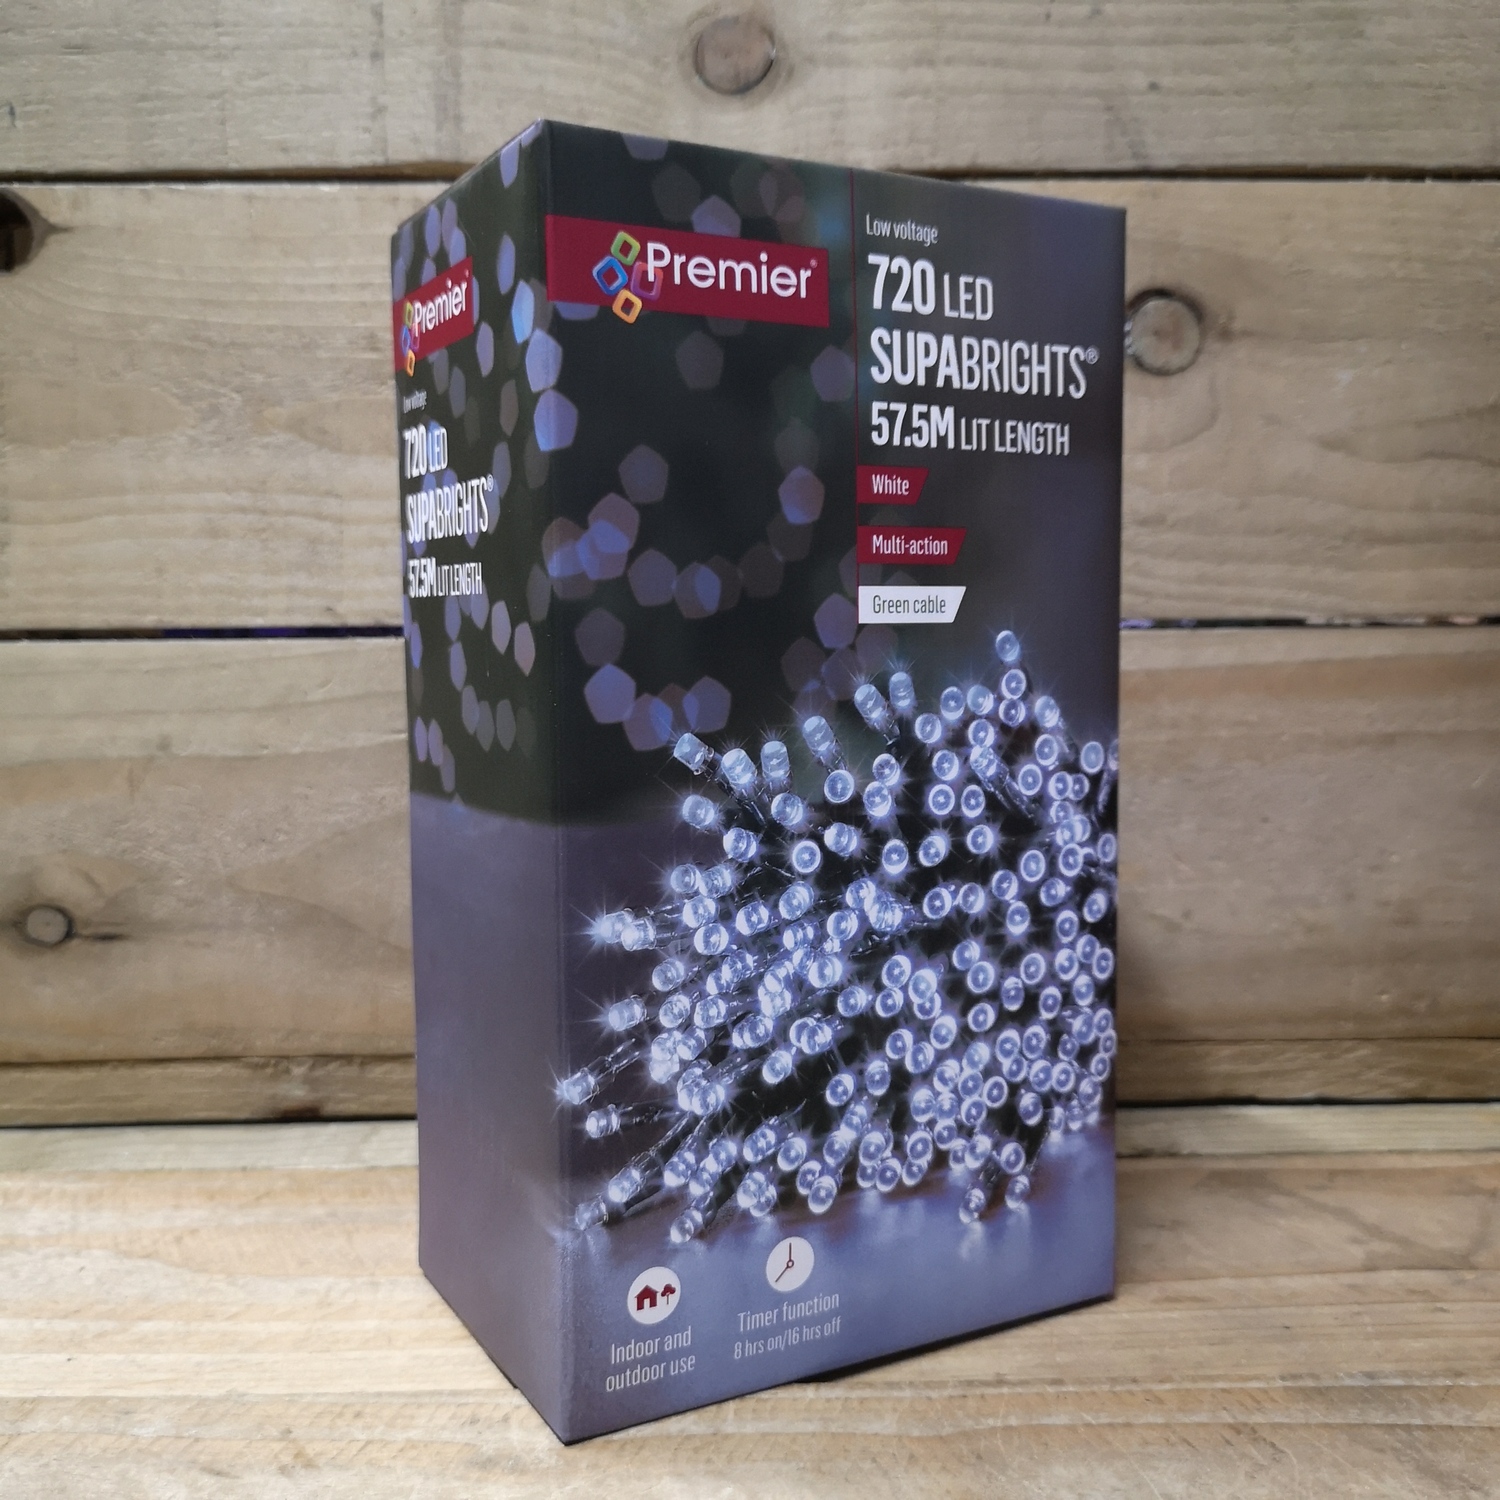 Premier
Low voltage
720 LED
SUPABRIGHTS®
57.5M LIT LENGTH
Premier®
Low voltage
720 LED
SUPABRIGHTS®
57.5M LIT LENGTH
White
Multi-action
Green cable
Indoor and
outdoor use
Timer function
8 hrs on/16 hrs off